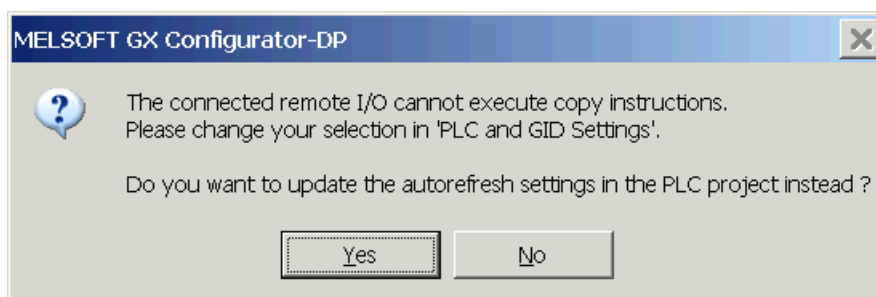 MELSOFT GX Configurator-DP
The connected remote I/O cannot execute copy instructions.
Please change your selection in 'PLC and GID Settings'.
Do you want to update the autorefresh settings in the PLC project instead ?
Yes
No